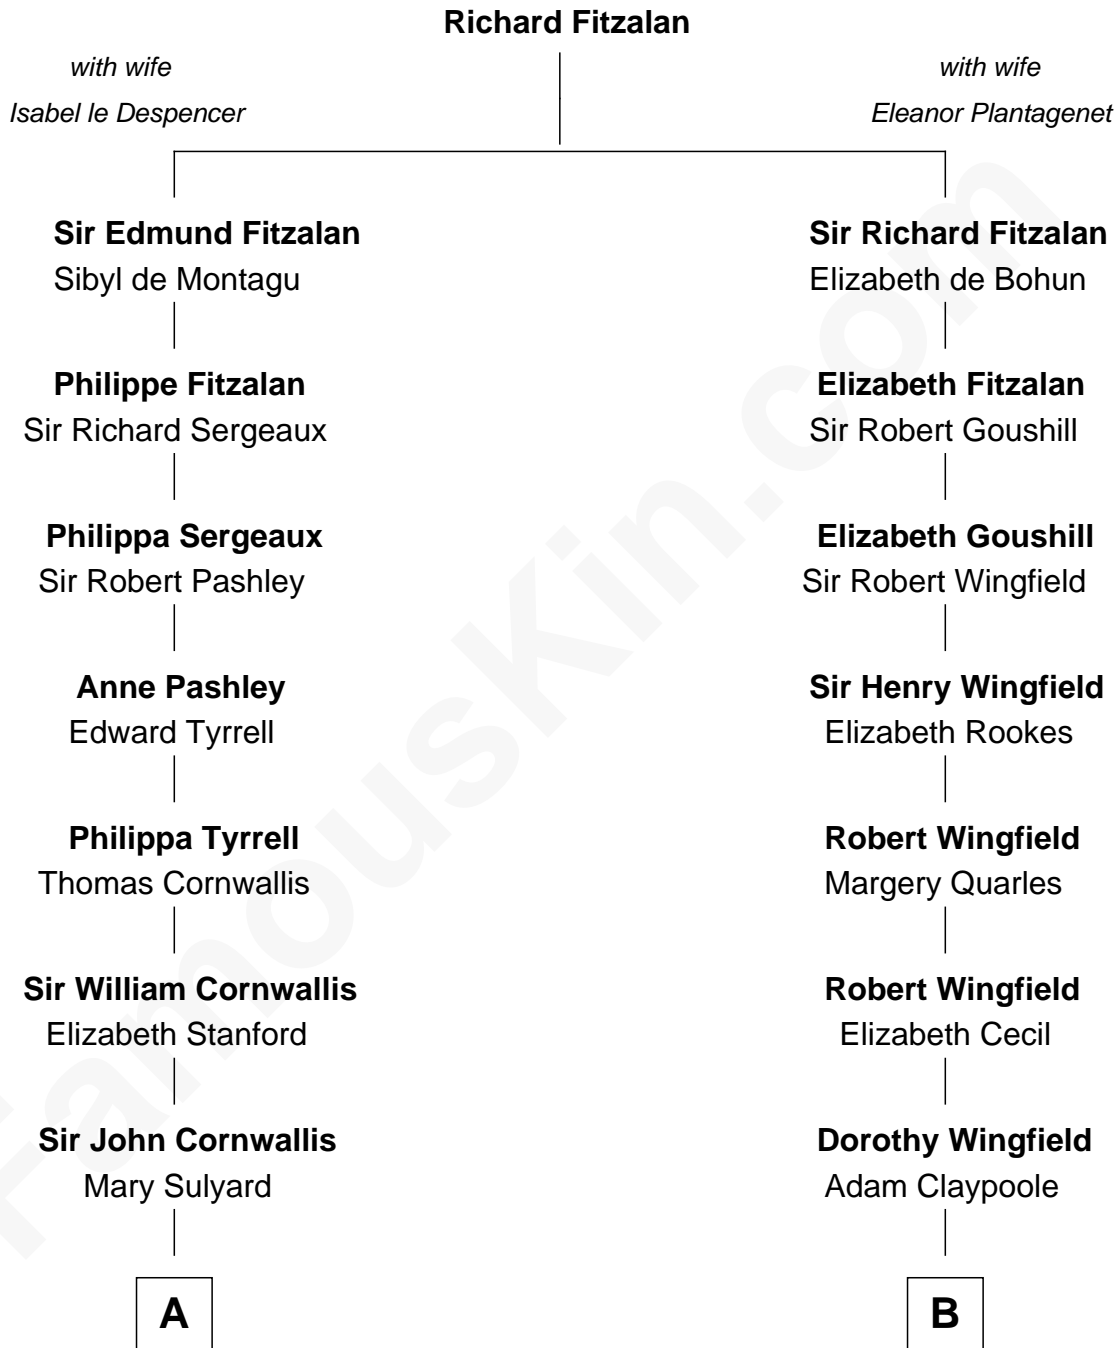 Richard Fitzalan
with wife
Isabel le Despencer
with wife
Eleanor Plantagenet
Sir Edmund Fitzalan
Sibyl de Montagu
Philippe Fitzalan
Sir Richard Sergeaux
Philippa Sergeaux
Sir Robert Pashley
Anne Pashley
Edward Tyrrell
Philippa Tyrrell
Thomas Cornwallis
Sir William Cornwallis
Elizabeth Stanford
Sir John Cornwallis
Mary Sulyard
A
Sir Richard Fitzalan
Elizabeth de Bohun
Elizabeth Fitzalan
Sir Robert Goushill
Elizabeth Goushill
Sir Robert Wingfield
Sir Henry Wingfield
Elizabeth Rookes
Robert Wingfield
Margery Quarles
Robert Wingfield
Elizabeth Cecil
Dorothy Wingfield
Adam Claypoole
B
FamousKin.com